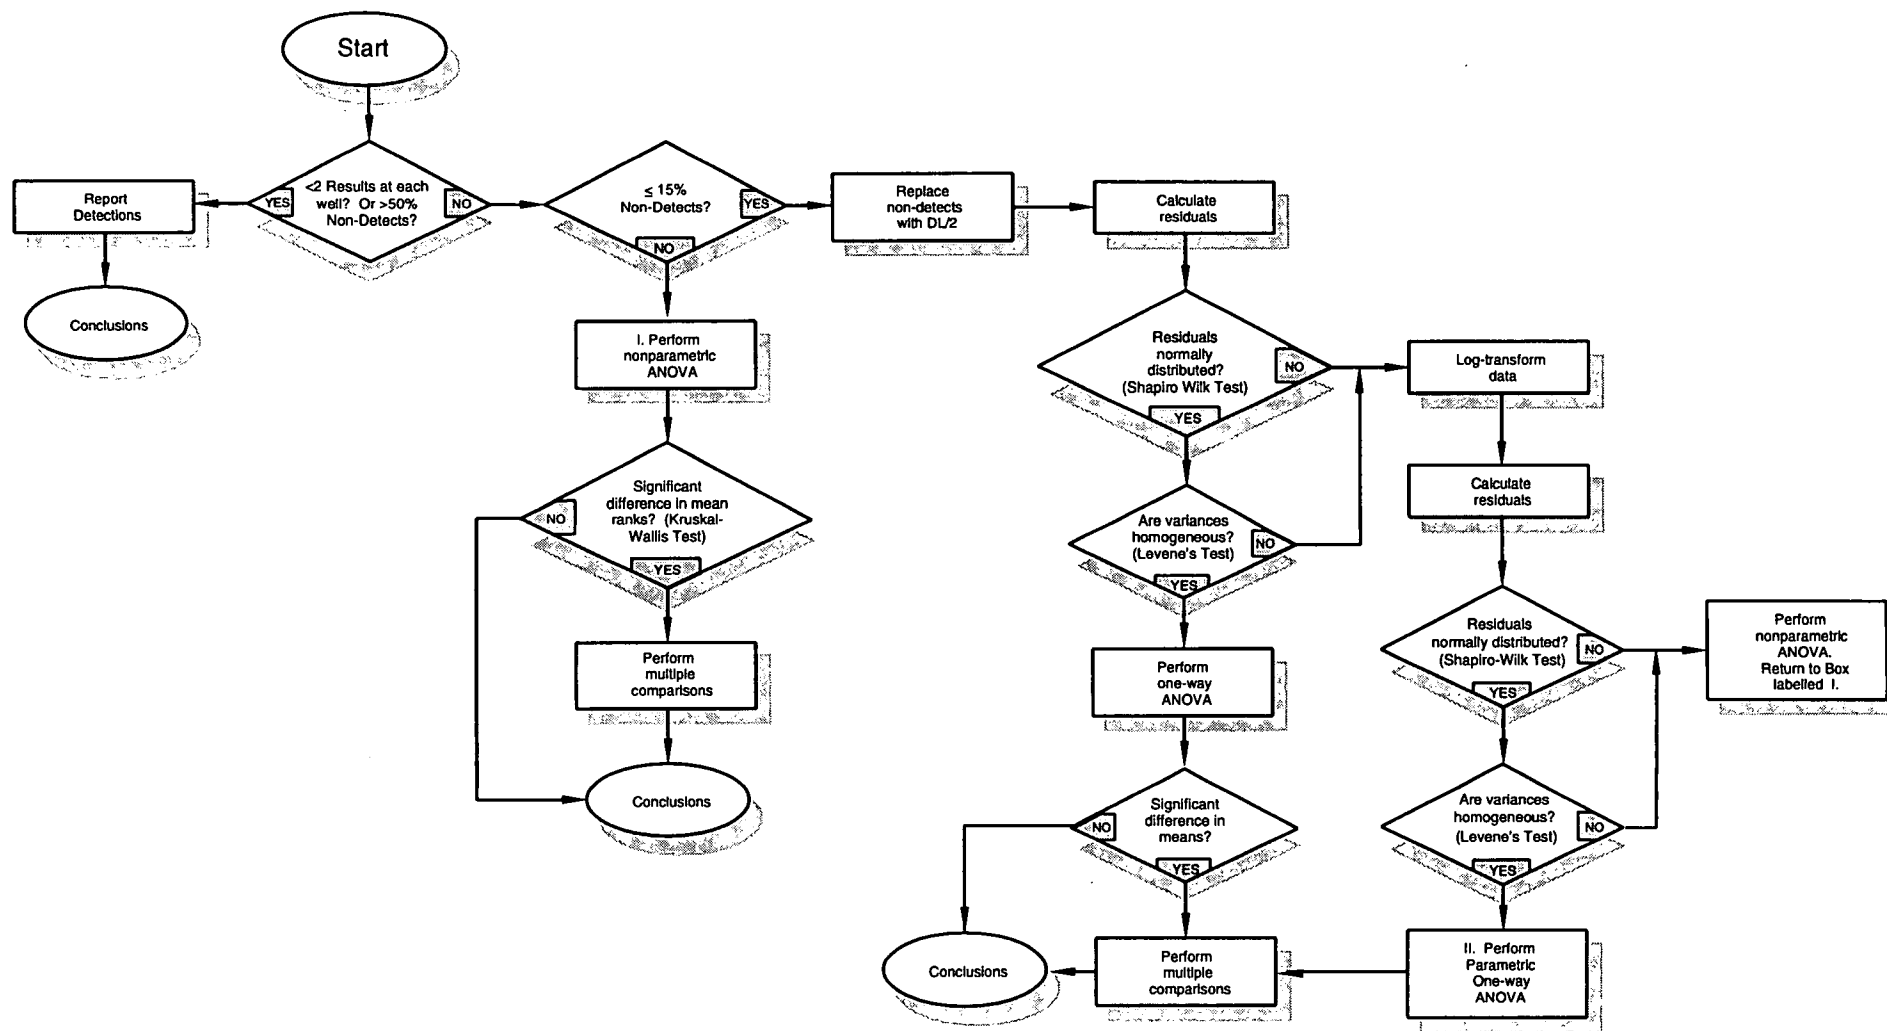 Start
<2 Results at each
well? Or >50%
Non-Detects?
YES
NO
Report
Detections
Conclusions
≤ 15%
Non-Detects?
YES
NO
Replace
non-detects
with DL/2
Calculate
residuals
I. Perform
nonparametric
ANOVA
Significant
difference in mean
ranks? (Kruskal-
Wallis Test)
NO
YES
Perform
multiple
comparisons
Conclusions
Residuals
normally
distributed?
(Shapiro Wilk Test)
NO
YES
Are variances
homogeneous?
(Levene's Test)
NO
YES
Perform
one-way
ANOVA
Significant
difference in
means?
NO
YES
Perform
multiple
comparisons
Conclusions
Log-transform
data
Calculate
residuals
Residuals
normally distributed?
(Shapiro-Wilk Test)
NO
YES
Are variances
homogeneous?
(Levene's Test)
NO
YES
II. Perform
Parametric
One-way
ANOVA
Perform
nonparametric
ANOVA.
Return to Box
labelled I.